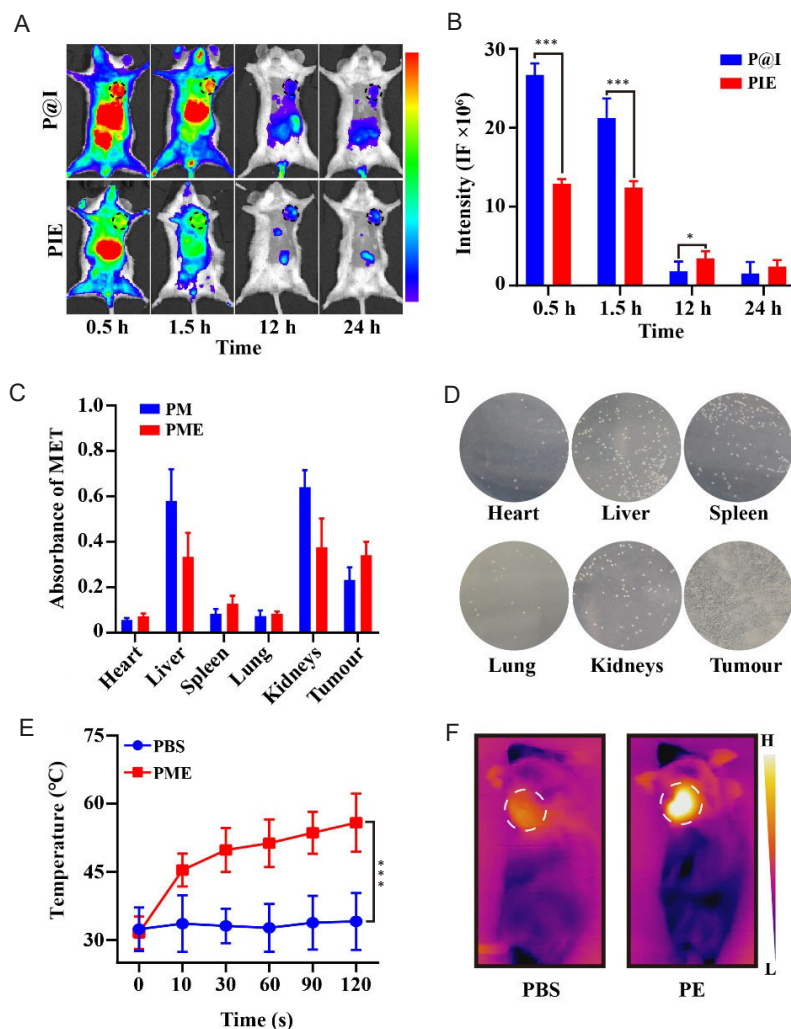 A
P@I
PIE
0.5 h 1.5 h 12 h 24 h
Time
B
Intensity (IF ×10⁶)
30
20
10
0
***
***
*
P@I
PIE
0.5 h 1.5 h 12 h 24 h
Time
C
Absorbance of MET
1.0
0.8
0.6
0.4
0.2
0
PM
PME
Heart Liver Spleen Lung Kidneys Tumour
D
Heart Liver Spleen
Lung Kidneys Tumour
E
Temperature (°C)
75
60
45
30
PBS
PME
***
0 10 30 60 90 120
Time (s)
F
H
L
PBS PE